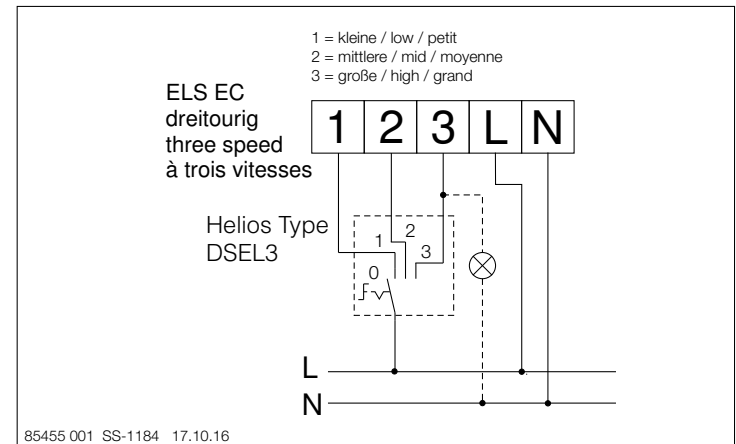 1 = kleine / low / petit
2 = mittlere / mid / moyenne
3 = große / high / grand
ELS EC
dreitourig
three speed
à trois vitesses
1 2 3 L N
Helios Type
DSEL3
1 2 3
0
L
N
85455 001 SS-1184 17.10.16